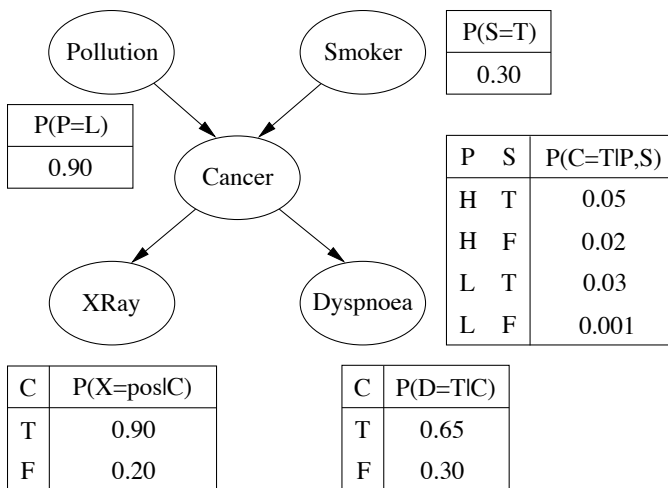 Pollution
Smoker
P(S=T)
0.30
P(P=L)
0.90
Cancer
P S P(C=T|P,S)
H T 0.05
H F 0.02
L T 0.03
L F 0.001
XRay
Dyspnoea
C P(X=pos|C)
T 0.90
F 0.20
C P(D=T|C)
T 0.65
F 0.30